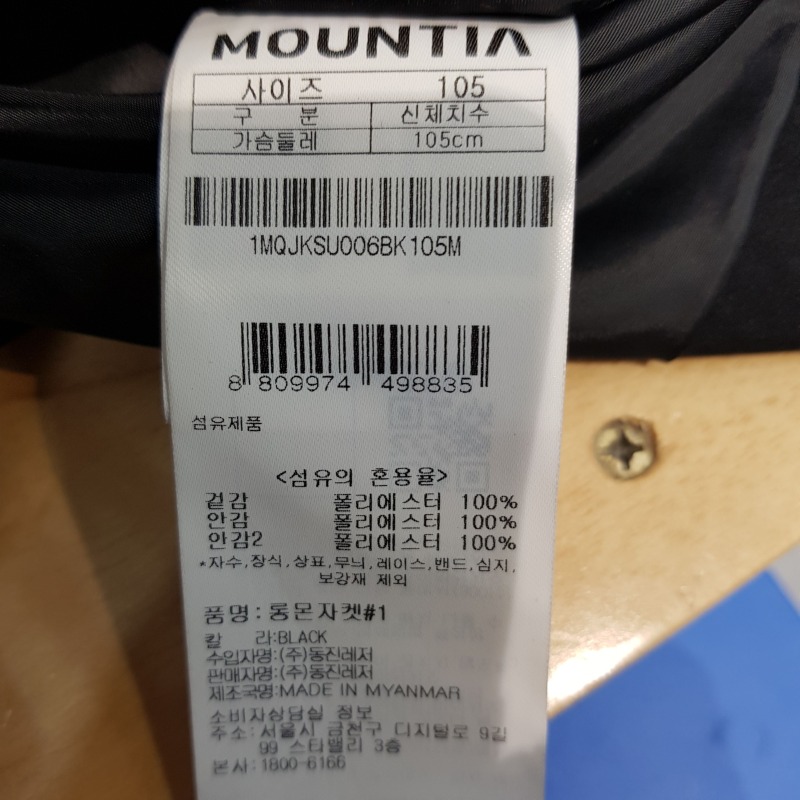 MOUNTIA
사이즈 105
구 분 신체치수
가슴둘레 105cm
1MQJKSU006BK105M
8 809974 498835
섬유제품
<섬유의 혼용율>
겉감 폴리에스터 100%
안감 폴리에스터 100%
안감2 폴리에스터 100%
*자수,장식,상표,무늬,레이스,밴드,심지,
보강재 제외
품명:롱몬자켓#1
칼 라:BLACK
수입자명:(주)동진레저
판매자명:(주)동진레저
제조국명:MADE IN MYANMAR
소비자상담실 정보
주소:서울시 금천구 디지털로 9길
99 스타밸리 3층
본사:1800-6166